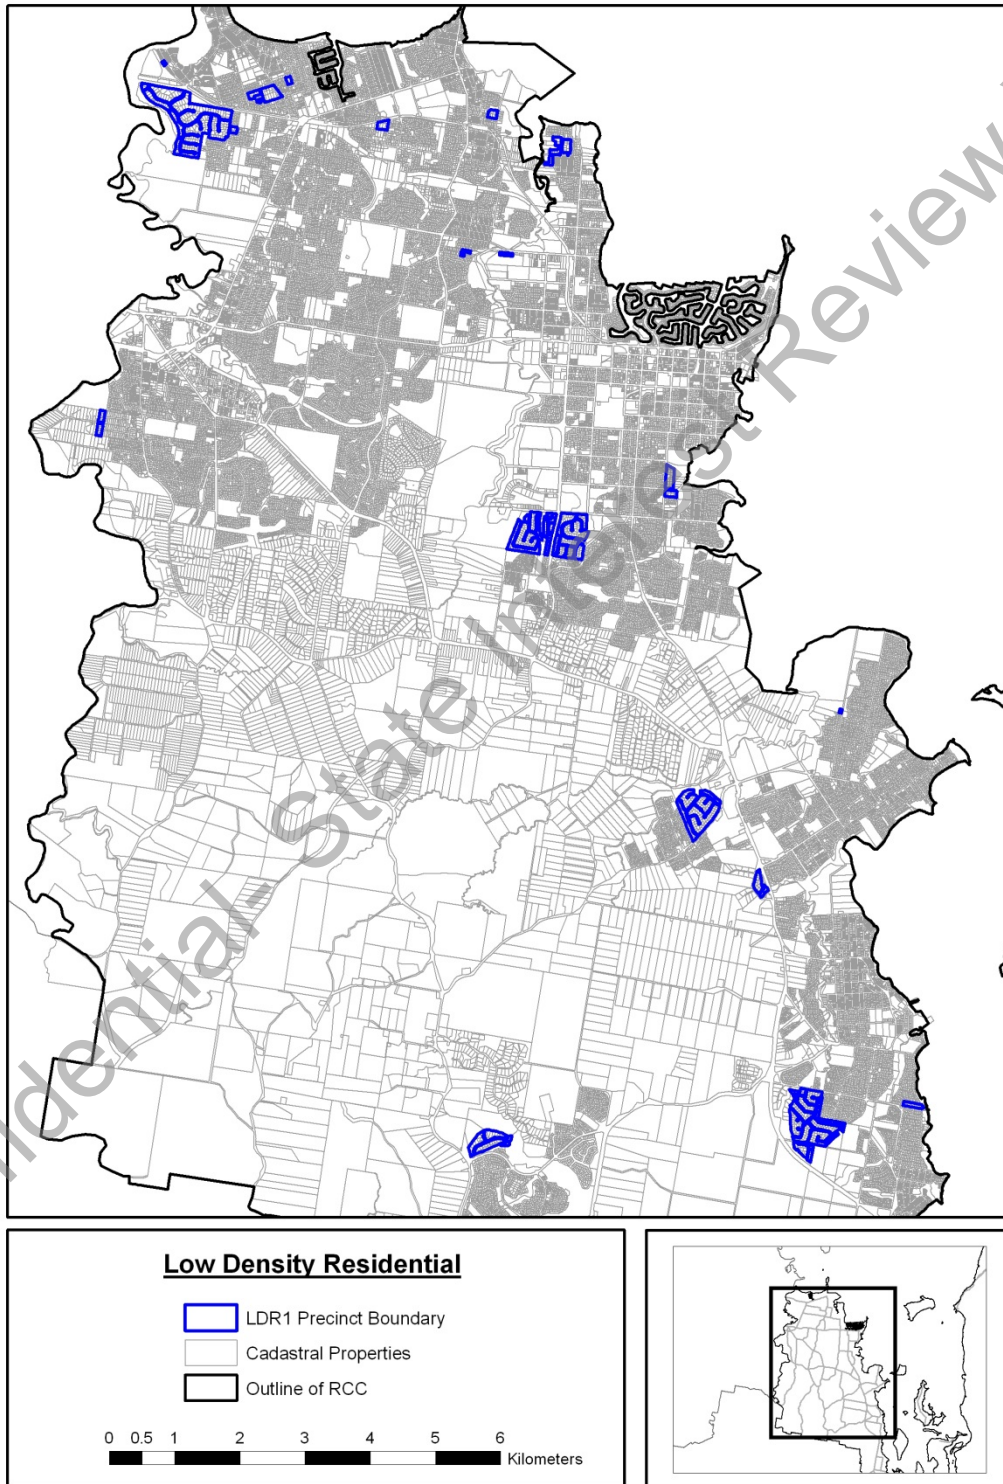 idential- State Interest Review
Low Density Residential
LDR1 Precinct Boundary
Cadastral Properties
Outline of RCC
0 0.5 1 2 3 4 5 6
Kilometers